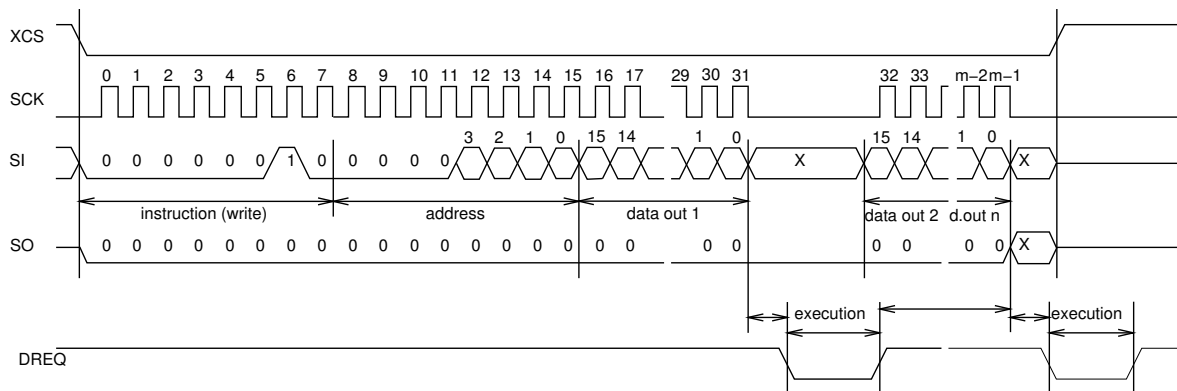 XCS
0 1 2 3 4 5 6 7 8 9 10 11 12 13 14 15 16 17 29 30 31 32 33 m−2 m−1
SCK
3 2 1 0 15 14 1 0 15 14 1 0
SI 0 0 0 0 0 0 1 0 0 0 0 0 X X
instruction (write) address data out 1 data out 2 d.out n
SO 0 0 0 0 0 0 0 0 0 0 0 0 0 0 0 0 0 0 0 0 0 0 0 0 X
execution execution
DREQ